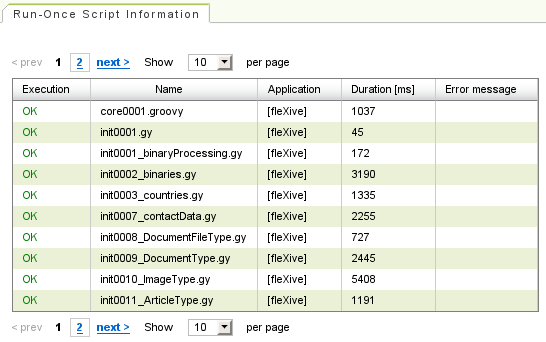 Run-Once Script Information
< prev 1 2 next > Show 10 per page
Execution Name Application Duration [ms] Error message
OK core0001.groovy [fleXive] 1037
OK init0001.gy [fleXive] 45
OK init0001_binaryProcessing.gy [fleXive] 172
OK init0002_binaries.gy [fleXive] 3190
OK init0003_countries.gy [fleXive] 1335
OK init0007_contactData.gy [fleXive] 2255
OK init0008_DocumentFileType.gy [fleXive] 727
OK init0009_DocumentType.gy [fleXive] 2445
OK init0010_ImageType.gy [fleXive] 5408
OK init0011_ArticleType.gy [fleXive] 1191
< prev 1 2 next > Show 10 per page